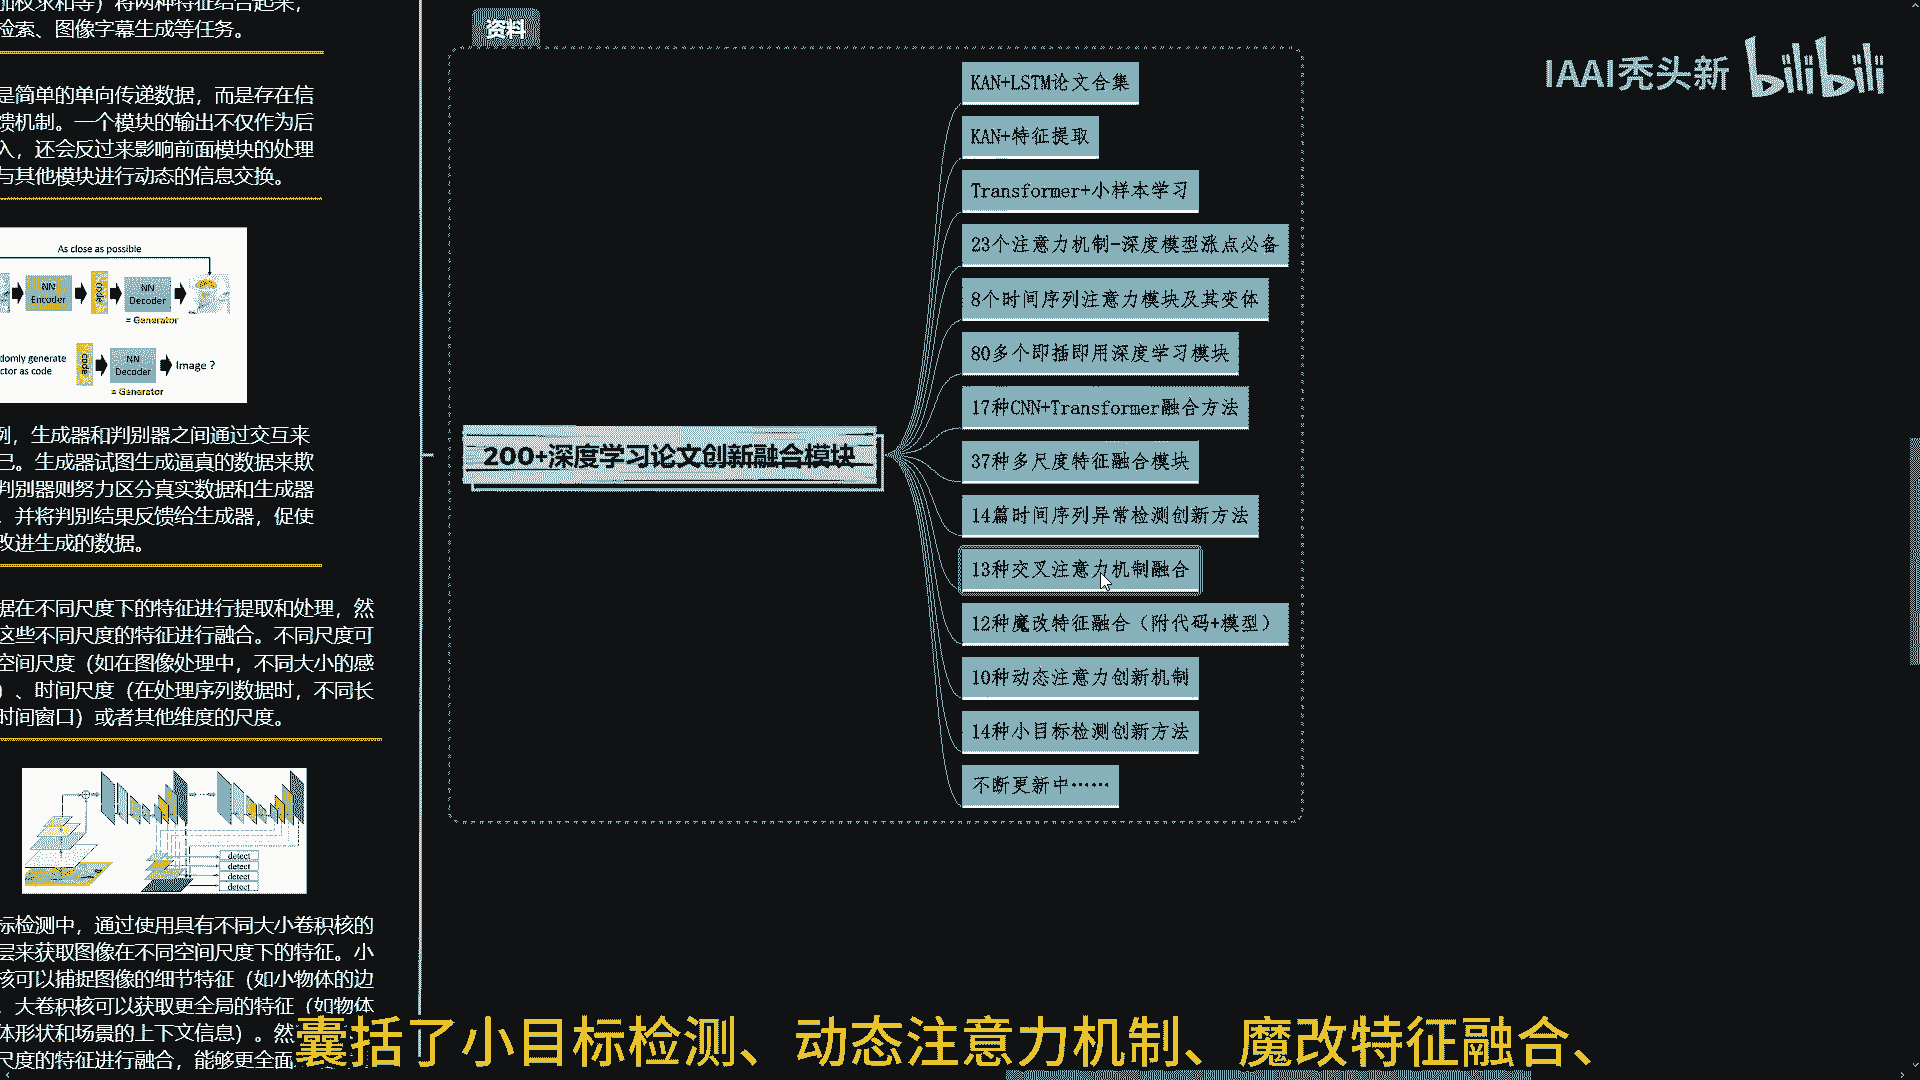 加权求和等）将两种特征结合起来，
检索、图像字幕生成等任务。
是简单的单向传递数据，而是存在信
馈机制。一个模块的输出不仅作为后
入，还会反过来影响前面模块的处理
与其他模块进行动态的信息交换。
As close as possible
NN
Encoder
code
NN
Decoder
= Generator
domly generate
ctor as code
code
NN
Decoder
Image ?
= Generator
列，生成器和判别器之间通过交互来
己。生成器试图生成逼真的数据来欺
判别器则努力区分真实数据和生成器
，并将判别结果反馈给生成器，促使
改进生成的数据。
据在不同尺度下的特征进行提取和处理，然
这些不同尺度的特征进行融合。不同尺度可
空间尺度（如在图像处理中，不同大小的感
）、时间尺度（在处理序列数据时，不同长
时间窗口）或者其他维度的尺度。
detect
detect
detect
detect
标检测中，通过使用具有不同大小卷积核的
层来获取图像在不同空间尺度下的特征。小
核可以捕捉图像的细节特征（如小物体的边
，大卷积核可以获取更全局的特征（如物体
体形状和场景的上下文信息）。然
尺度的特征进行融合，能够更全面
资料
200+深度学习论文创新融合模块
KAN+LSTM论文合集
KAN+特征提取
Transformer+小样本学习
23个注意力机制-深度模型涨点必备
8个时间序列注意力模块及其变体
80多个即插即用深度学习模块
17种CNN+Transformer融合方法
37种多尺度特征融合模块
14篇时间序列异常检测创新方法
13种交叉注意力机制融合
12种魔改特征融合（附代码+模型）
10种动态注意力创新机制
14种小目标检测创新方法
不断更新中……
IAAI秃头新 bilibili
囊括了小目标检测、动态注意力机制、魔改特征融合、